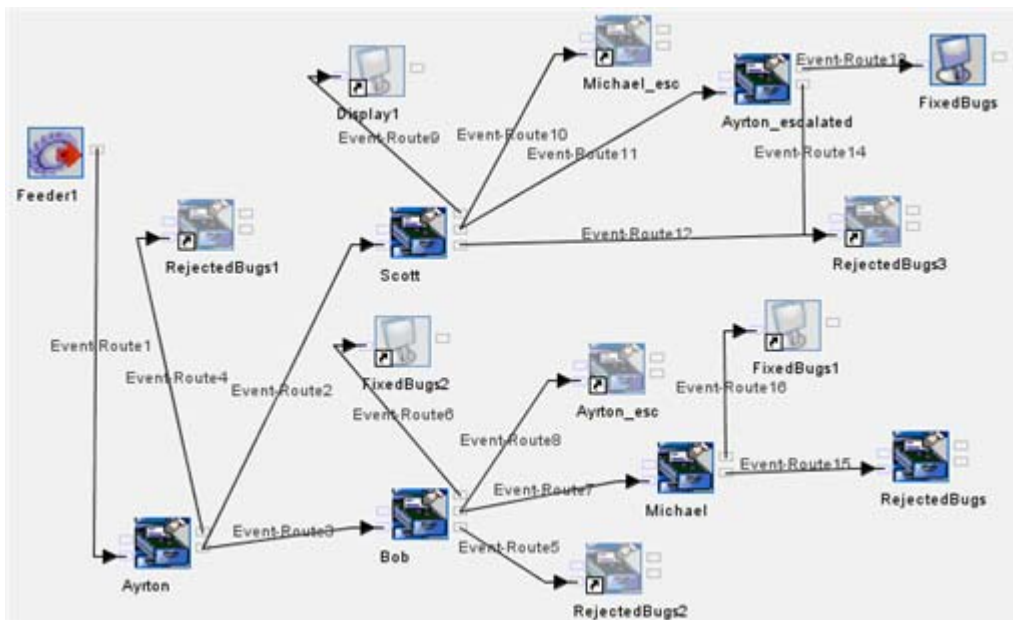 Michael_esc
Event-Route13
FixedBugs
Display1
Ayrton_escalated
Event-Route9
Event-Route10
Event-Route11
Event-Route14
Feeder1
RejectedBugs1
Scott
Event-Route12
RejectedBugs3
Event-Route1
Event-Route4
Event-Route2
FixedBugs2
FixedBugs1
Event-Route6
Ayrton_esc
Event-Route16
Event-Route8
Event-Route7
Michael
Event-Route15
RejectedBugs
Ayrton
Event-Route3
Bob
Event-Route5
RejectedBugs2